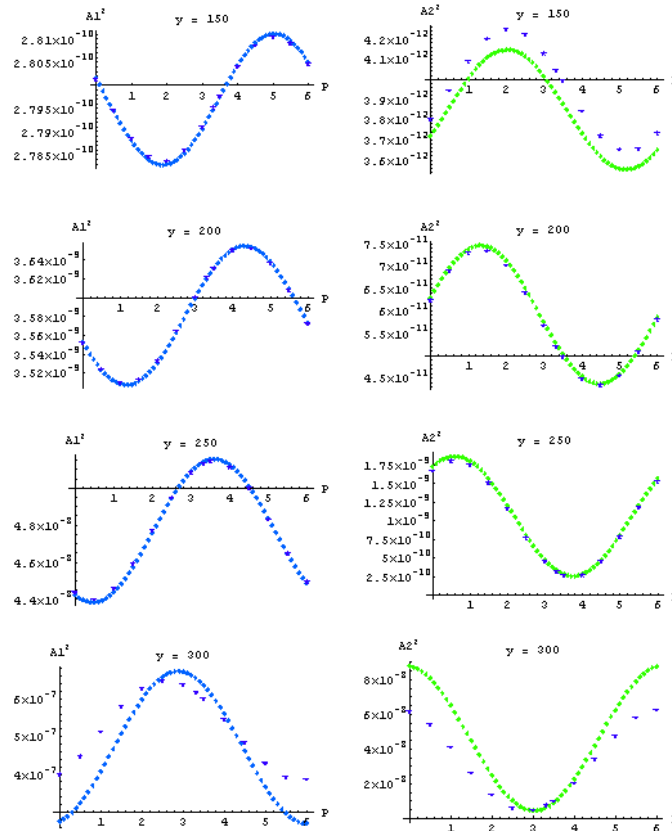 A1² y = 150
2.81×10⁻¹⁰
2.805×10⁻¹⁰
P
1 2 3 4 5 6
2.795×10⁻¹⁰
2.79×10⁻¹⁰
2.785×10⁻¹⁰
A2² y = 150
4.2×10⁻¹²
4.1×10⁻¹²
1 2 3 4 5 6
3.9×10⁻¹²
3.8×10⁻¹²
3.7×10⁻¹²
3.6×10⁻¹²
A1² y = 200
3.64×10⁻⁹
3.62×10⁻⁹
P
1 2 3 4 5 6
3.58×10⁻⁹
3.56×10⁻⁹
3.54×10⁻⁹
3.52×10⁻⁹
A2² y = 200
7.5×10⁻¹¹
7×10⁻¹¹
6.5×10⁻¹¹
6×10⁻¹¹
5.5×10⁻¹¹
1 2 3 4 5 6
4.5×10⁻¹¹
A1² y = 250
P
1 2 3 4 5 6
4.8×10⁻⁸
4.6×10⁻⁸
4.4×10⁻⁸
A2² y = 250
1.75×10⁻⁹
1.5×10⁻⁹
1.25×10⁻⁹
1×10⁻⁹
7.5×10⁻¹⁰
5×10⁻¹⁰
2.5×10⁻¹⁰
1 2 3 4 5 6
A1² y = 300
6×10⁻⁷
5×10⁻⁷
4×10⁻⁷
P
1 2 3 4 5 6
A2² y = 300
8×10⁻⁸
6×10⁻⁸
4×10⁻⁸
2×10⁻⁸
1 2 3 4 5 6